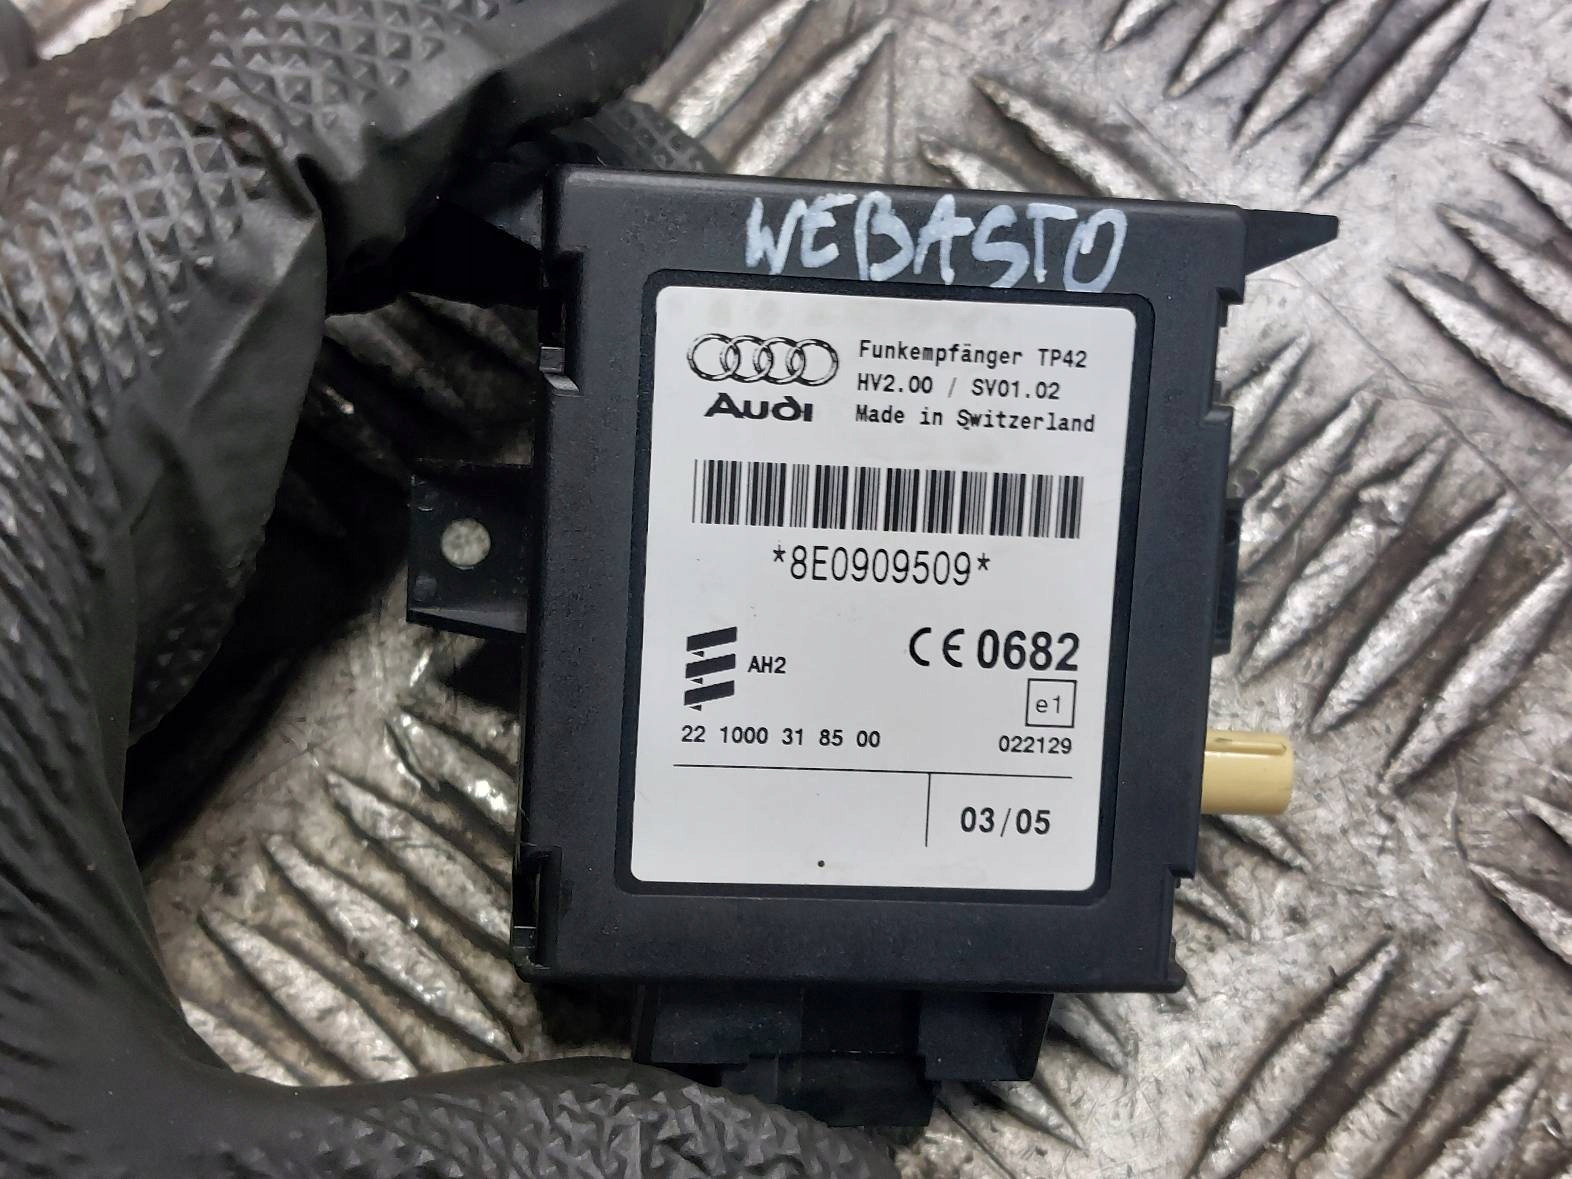 WEBASTO
Funkempfänger TP42
HV2.00 / SV01.02
Audi
Made in Switzerland
*8E0909509*
CE 0682
AH2
e1
22 1000 31 85 00
022129
03/05